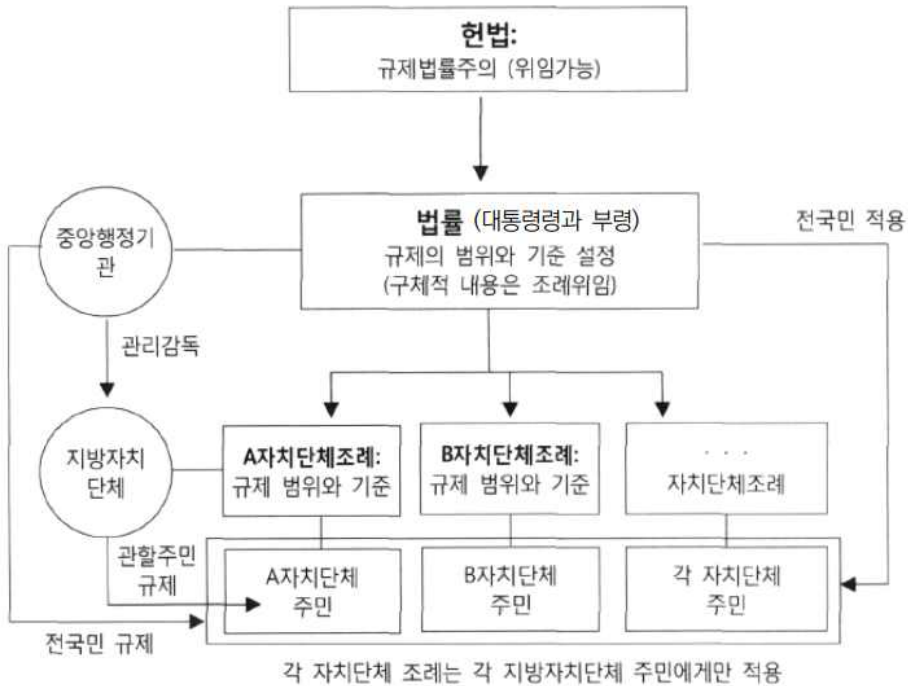 헌법:
규제법률주의 (위임가능)
중앙행정기
관
법률 (대통령령과 부령)
규제의 범위와 기준 설정
(구체적 내용은 조례위임)
전국민 적용
관리감독
지방자치
단체
A자치단체조례:
규제 범위와 기준
B자치단체조례:
규제 범위와 기준
...
자치단체조례
관할주민
규제
A자치단체
주민
B자치단체
주민
각 자치단체
주민
전국민 규제
각 자치단체 조례는 각 지방자치단체 주민에게만 적용